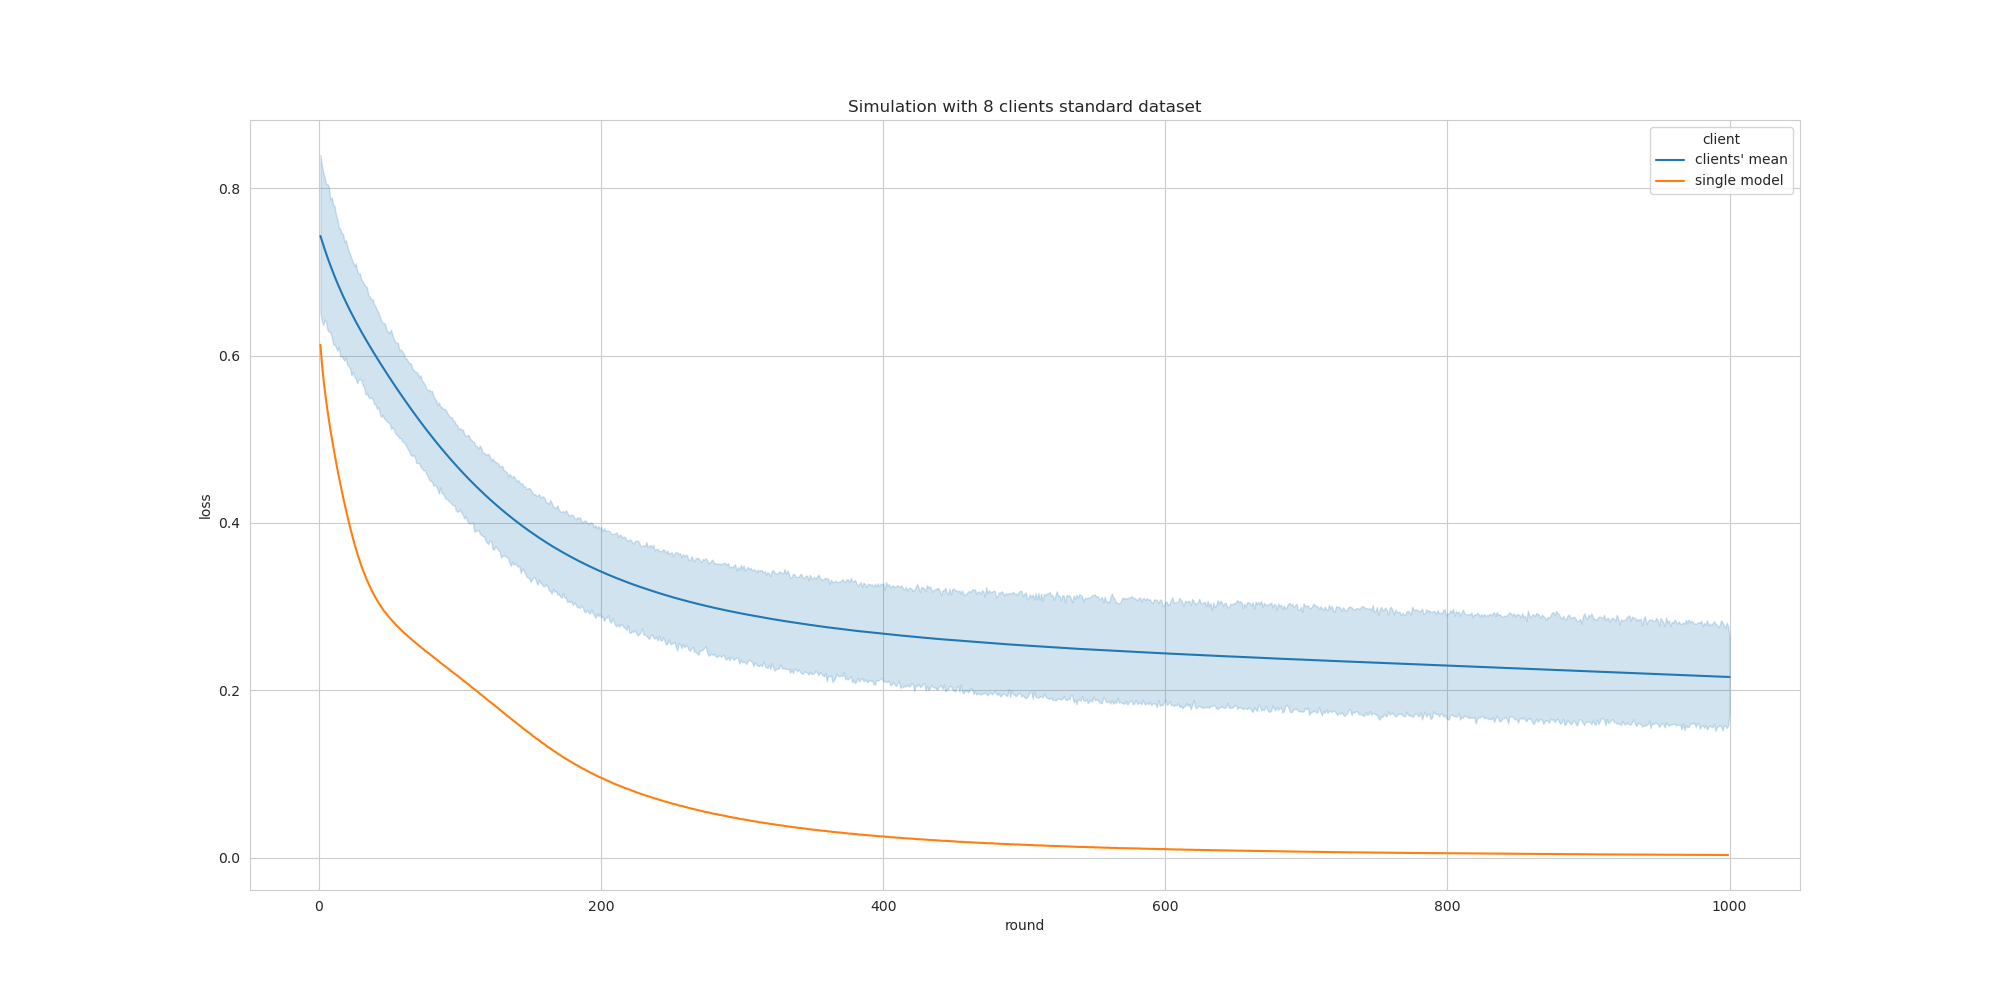 Simulation with 8 clients standard dataset
client
clients' mean
single model
loss
0.8
0.6
0.4
0.2
0.0
0
200
400
600
800
1000
round